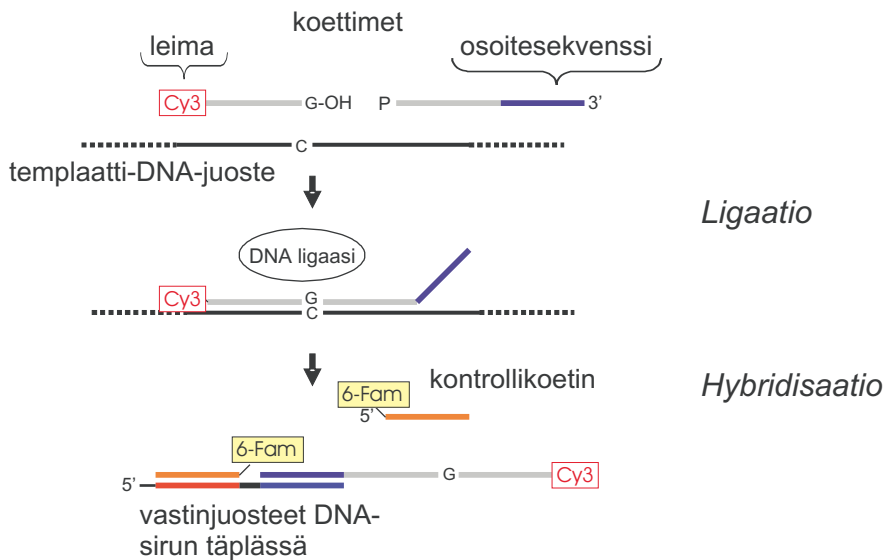 koettimet
leima
osoitesekvenssi
Cy3
G-OH
P
3’
C
templaatti-DNA-juoste
Ligaatio
DNA ligaasi
Cy3
G
C
kontrollikoetin
Hybridisaatio
6-Fam
5’
6-Fam
5’
G
Cy3
vastinjuosteet DNA-
sirun täplässä